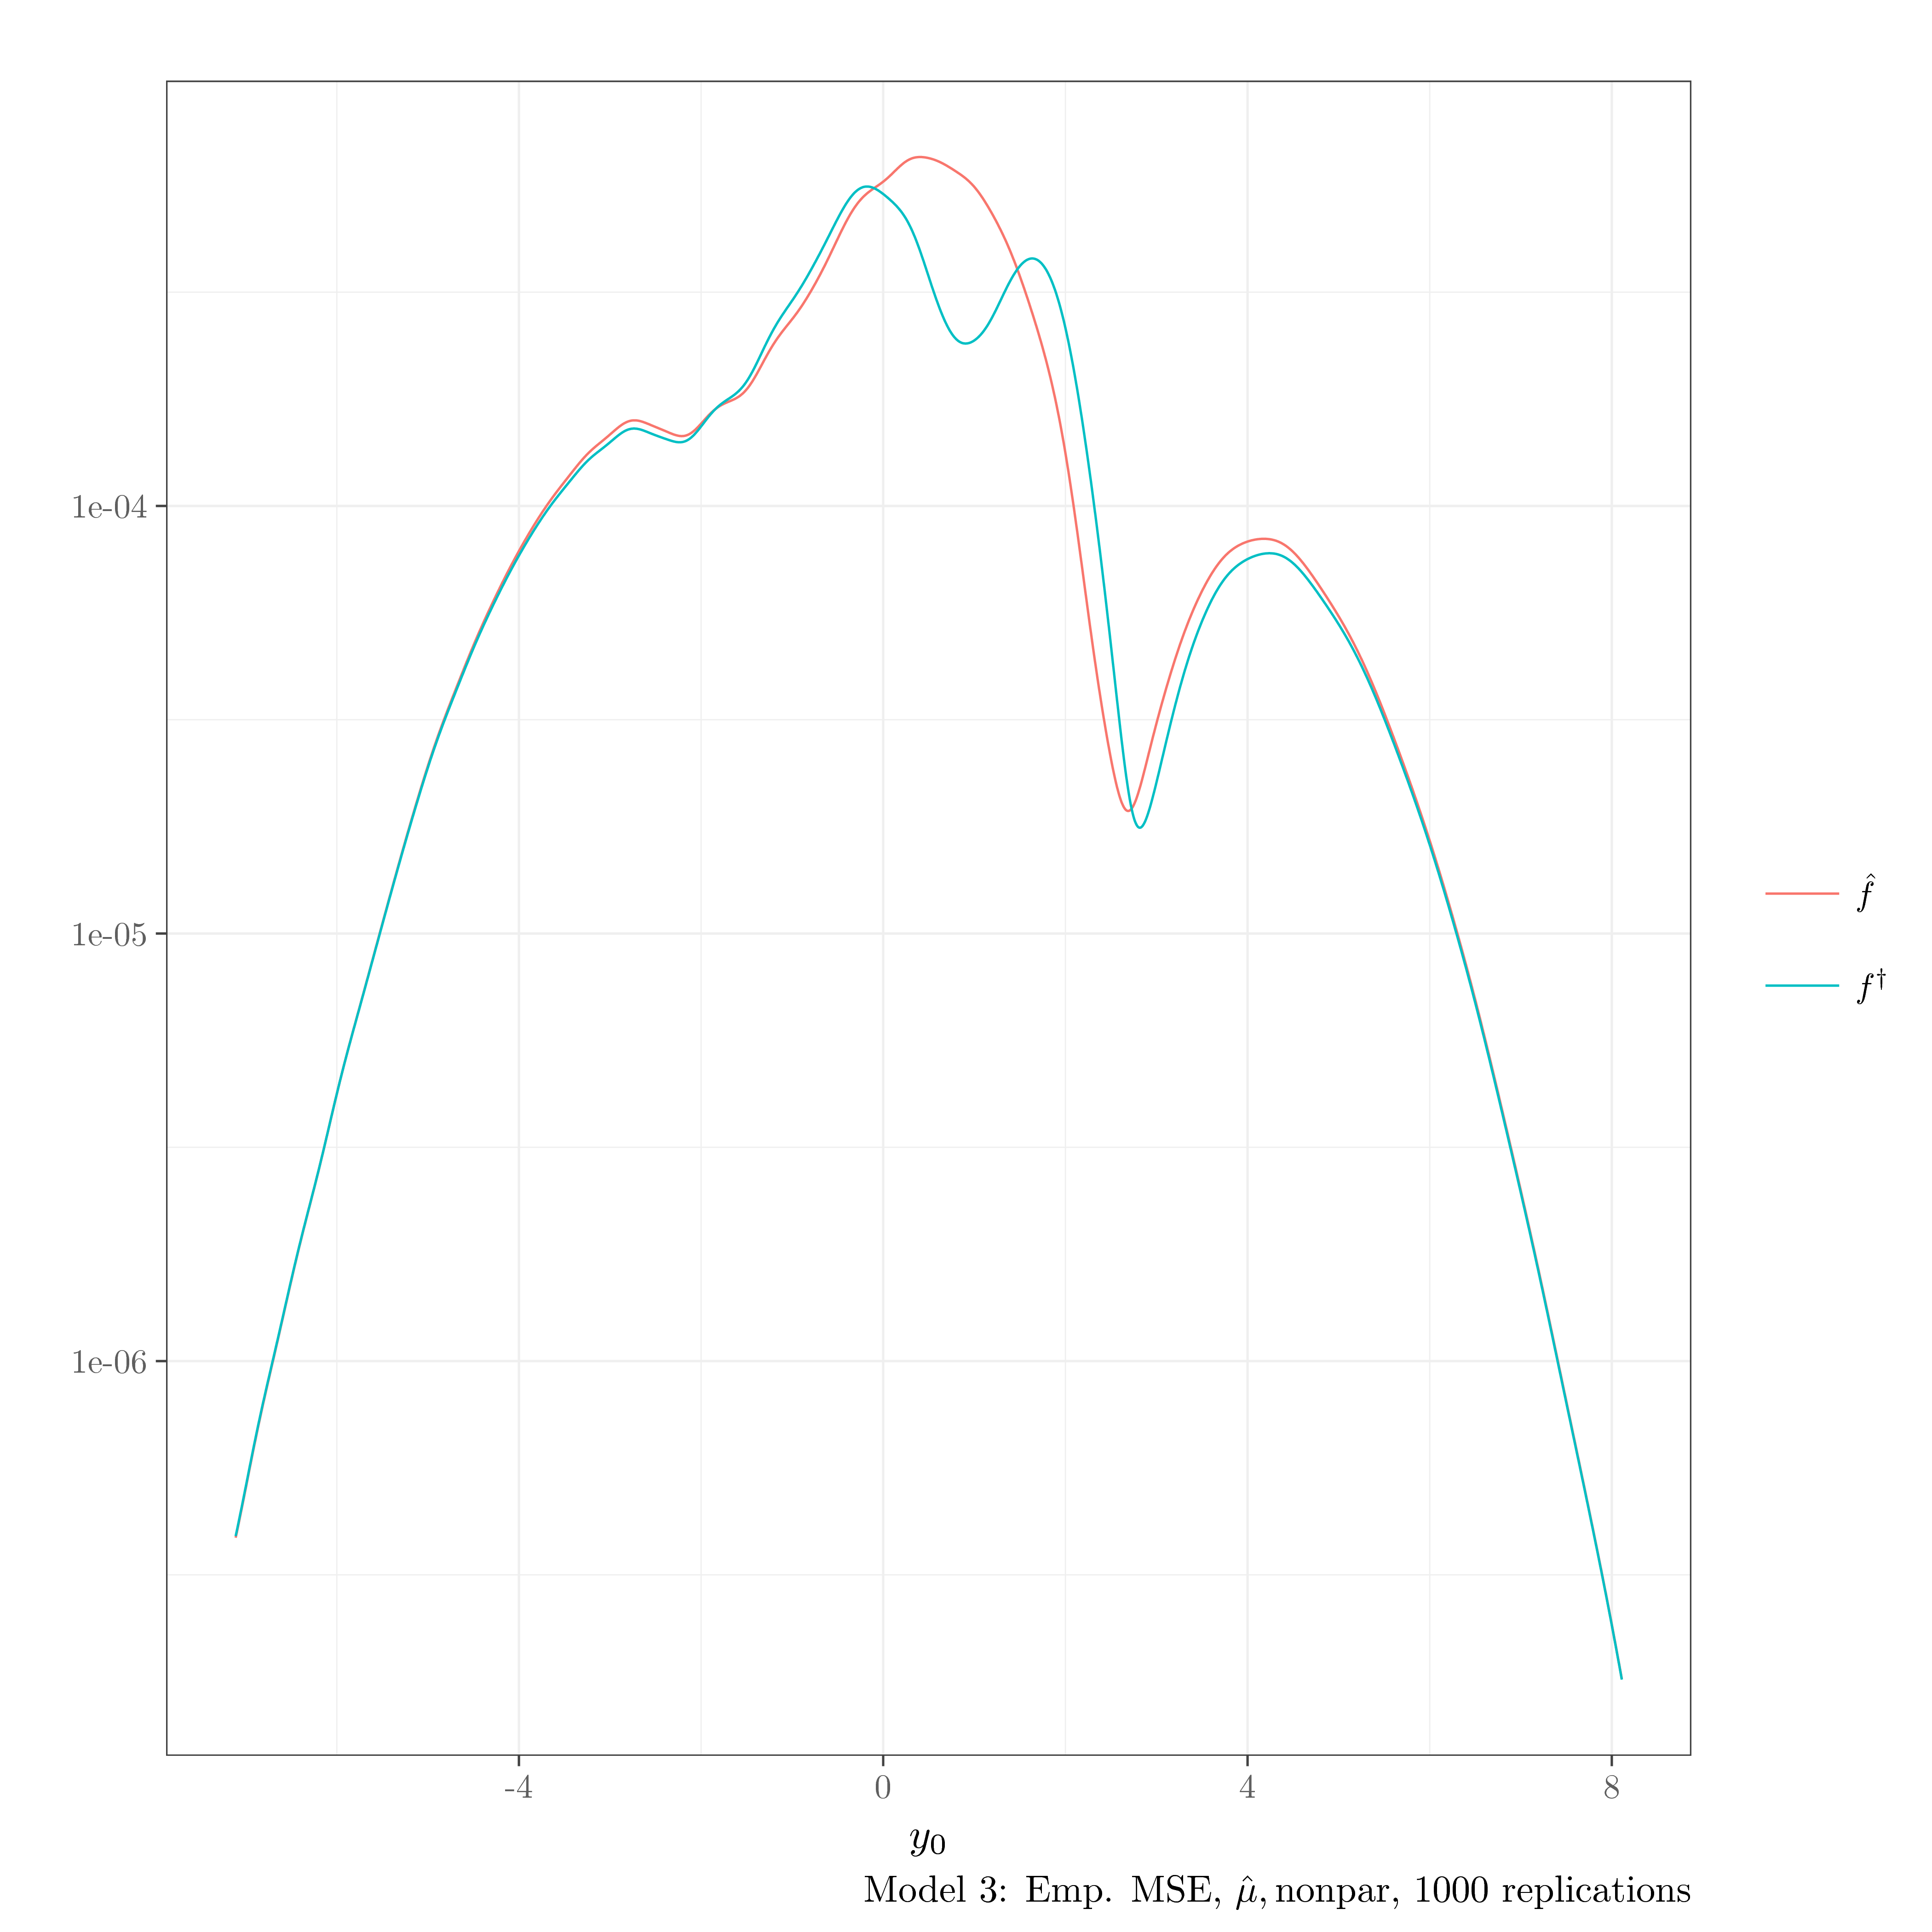 1e-04
1e-05
1e-06
-4 0 4 8
y₀
f̂
f†
Model 3: Emp. MSE, μ̂, nonpar, 1000 replications